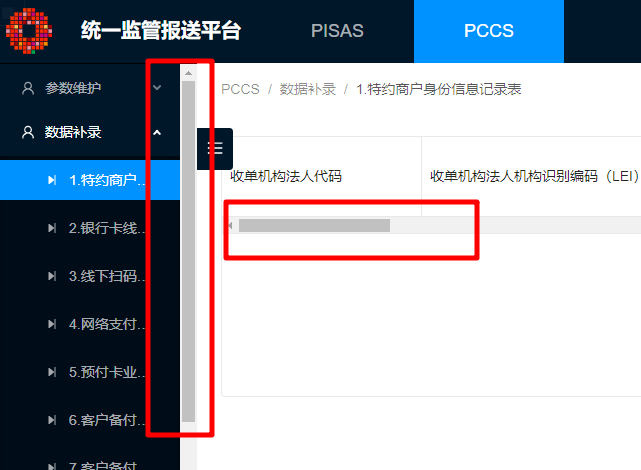 统一监管报送平台
PISAS
PCCS
参数维护
数据补录
1.特约商户...
2.银行卡线...
3.线下扫码...
4.网络支付...
5.预付卡业...
6.客户备付...
7.客户备付...
PCCS / 数据补录 / 1.特约商户身份信息记录表
收单机构法人代码
收单机构法人机构识别编码（LEI）